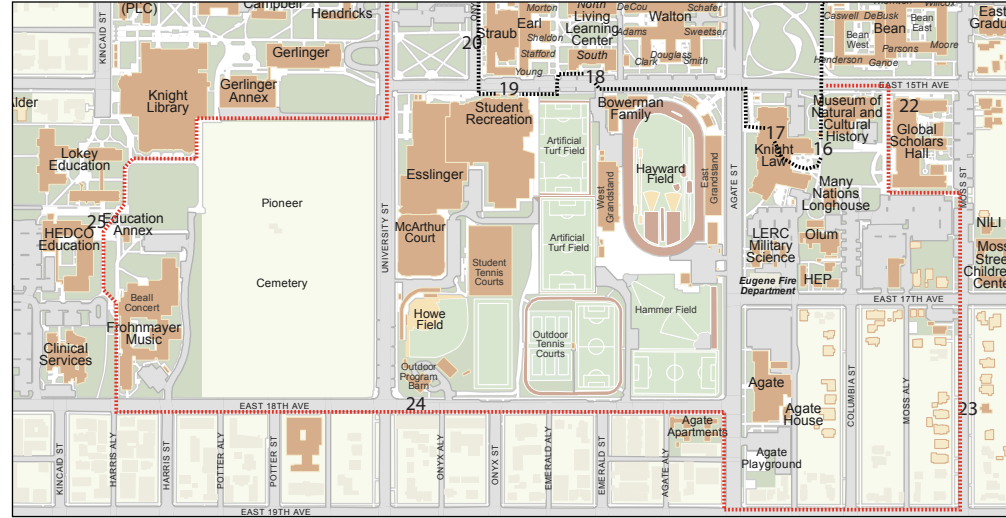 (PLC)
Campbell
Hendricks
KINCAID ST
Gerlinger
Knight
Library
Gerlinger
Annex
Alder
Lokey
Education
25
Education
Annex
HEDCO
Education
Beall
Concert
Frohnmayer
Music
Clinical
Services
Pioneer
Cemetery
UNIVERSITY ST
20
Straub
Morton
Earl
Sheldon
Stafford
Young
North
Living
Learning
Center
South
DeCou
Schafer
Walton
Adams
Sweetser
Douglass
Clark
Smith
19
18
Student
Recreation
Esslinger
McArthur
Court
Student
Tennis
Courts
Howe
Field
Outdoor
Program
Barn
Artificial
Turf Field
Artificial
Turf Field
Outdoor
Tennis
Courts
Bowerman
Family
Hayward
Field
West
Grandstand
East
Grandstand
Hammer Field
AGATE ST
Caswell
DeBusk
Wilcox
Bean
West
Bean
Bean
East
Parsons
Moore
Henderson
Ganoe
East
EAST 15TH AVE
Museum of
Natural and
Cultural
History
22
Global
Scholars
Hall
17
Knight
Law
16
Many
Nations
Longhouse
MOSS ST
LERC
Military
Science
Olum
HEP
Eugene Fire
Department
NILI
Moss
EAST 17TH AVE
Agate
Agate
House
Agate
Playground
COLUMBIA ST
MOSS ALY
23
EAST 18TH AVE
24
Agate
Apartments
KINCAID ST
HARRIS ALY
HARRIS ST
POTTER ALY
POTTER ST
ONYX ALY
ONYX ST
EMERALD ALY
EMERALD ST
AGATE ALY
EAST 19TH AVE